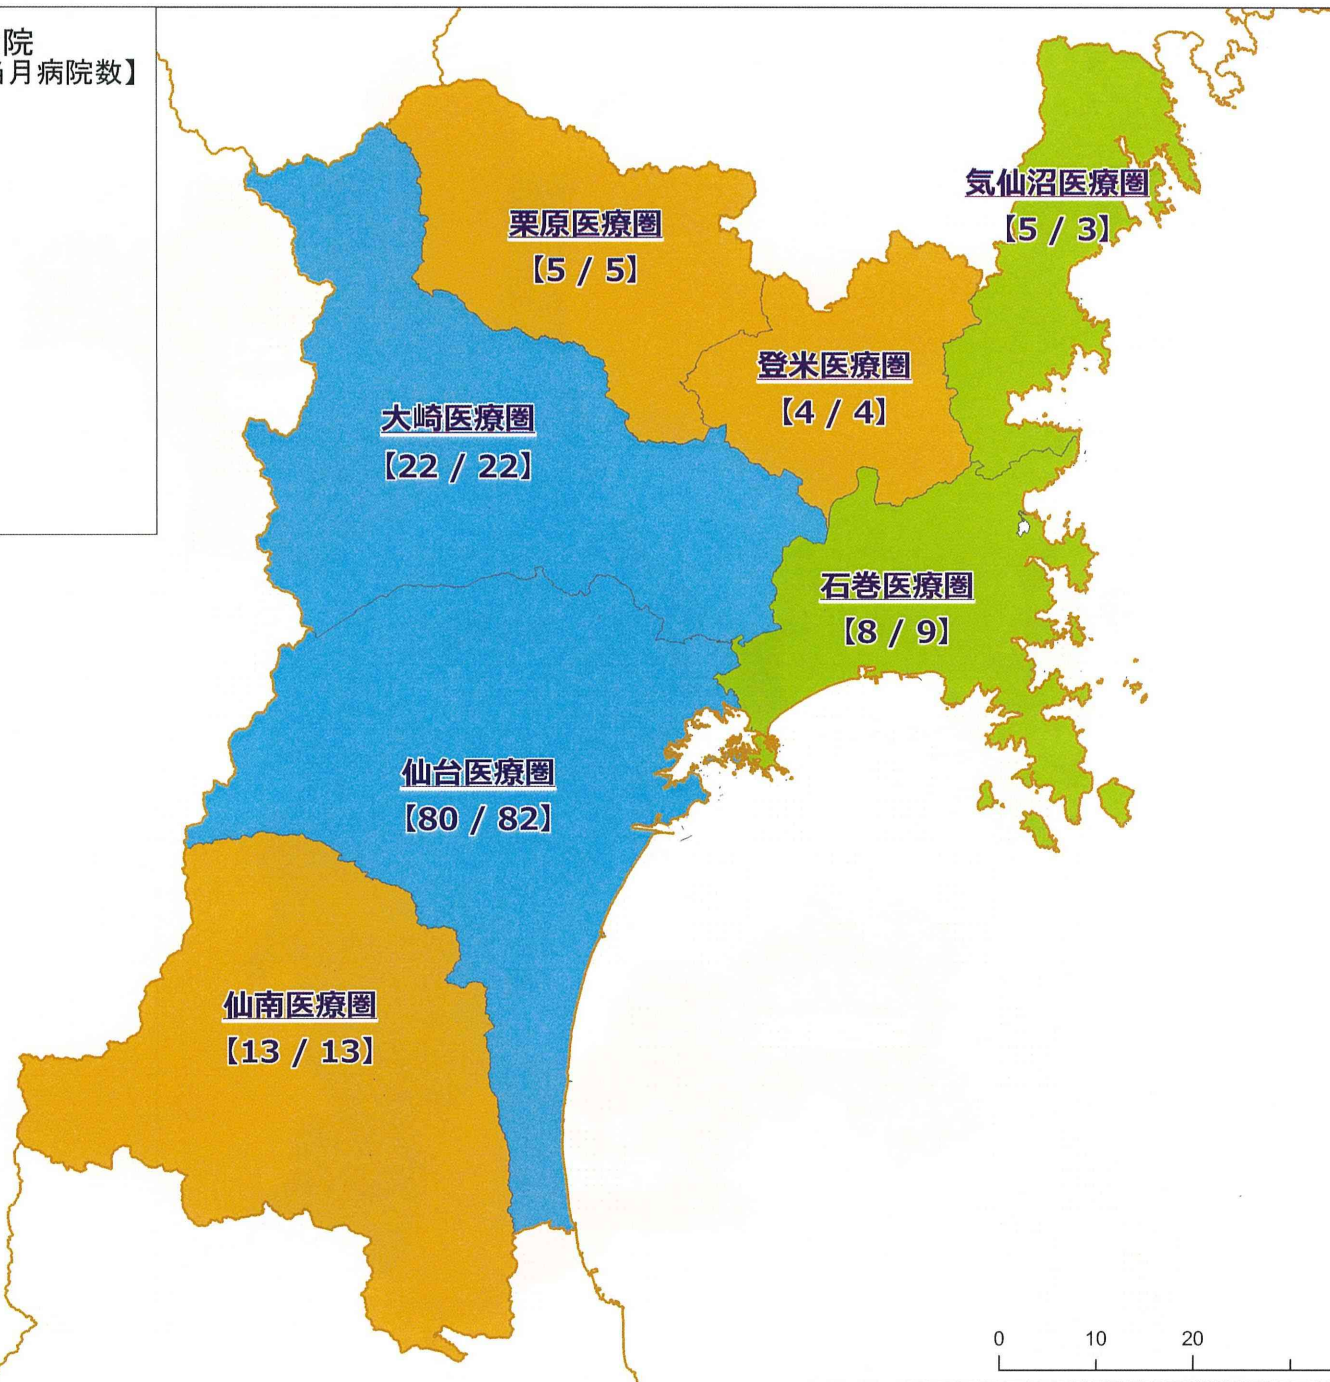 院
月病院数】
気仙沼医療圏
【5 / 3】
栗原医療圏
【5 / 5】
登米医療圏
【4 / 4】
大崎医療圏
【22 / 22】
石巻医療圏
【8 / 9】
仙台医療圏
【80 / 82】
仙南医療圏
【13 / 13】
0 10 20